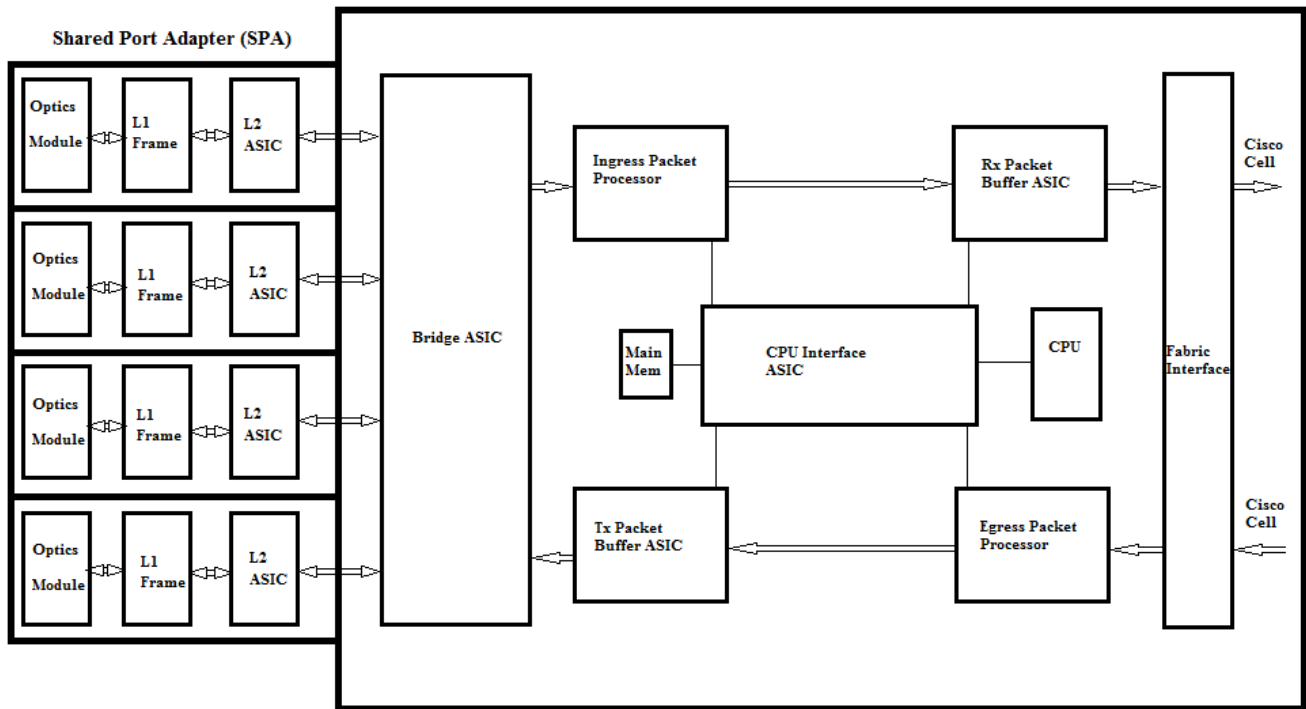 Shared Port Adapter (SPA)
Optics
Module
L1
Frame
L2
ASIC
Optics
Module
L1
Frame
L2
ASIC
Optics
Module
L1
Frame
L2
ASIC
Optics
Module
L1
Frame
L2
ASIC
Bridge ASIC
Ingress Packet
Processor
Rx Packet
Buffer ASIC
Main
Mem
CPU Interface
ASIC
CPU
Tx Packet
Buffer ASIC
Egress Packet
Processor
Fabric
Interface
Cisco
Cell
Cisco
Cell